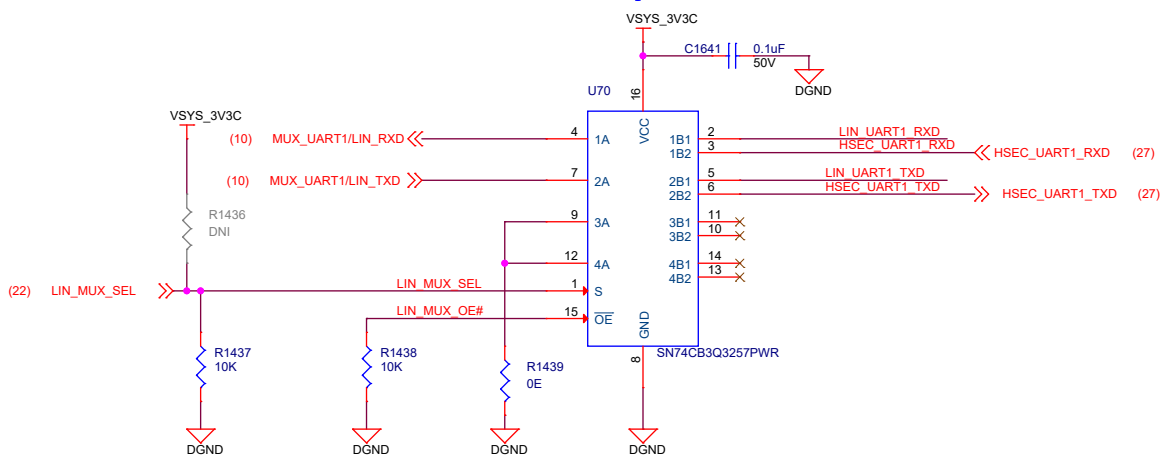 VSYS_3V3C
C1641
0.1uF
50V
DGND
U70
16
VCC
VSYS_3V3C
(10) MUX_UART1/LIN_RXD
4
1A
1B1
2
LIN_UART1_RXD
1B2
3
HSEC_UART1_RXD
HSEC_UART1_RXD (27)
(10) MUX_UART1/LIN_TXD
7
2A
2B1
5
LIN_UART1_TXD
2B2
6
HSEC_UART1_TXD
HSEC_UART1_TXD (27)
R1436
DNI
9
3A
3B1
11
3B2
10
12
4A
4B1
14
4B2
13
(22) LIN_MUX_SEL
LIN_MUX_SEL
1
S
LIN_MUX_OE#
15
OE
GND
8
SN74CB3Q3257PWR
R1437
10K
R1438
10K
R1439
0E
DGND
DGND
DGND
DGND